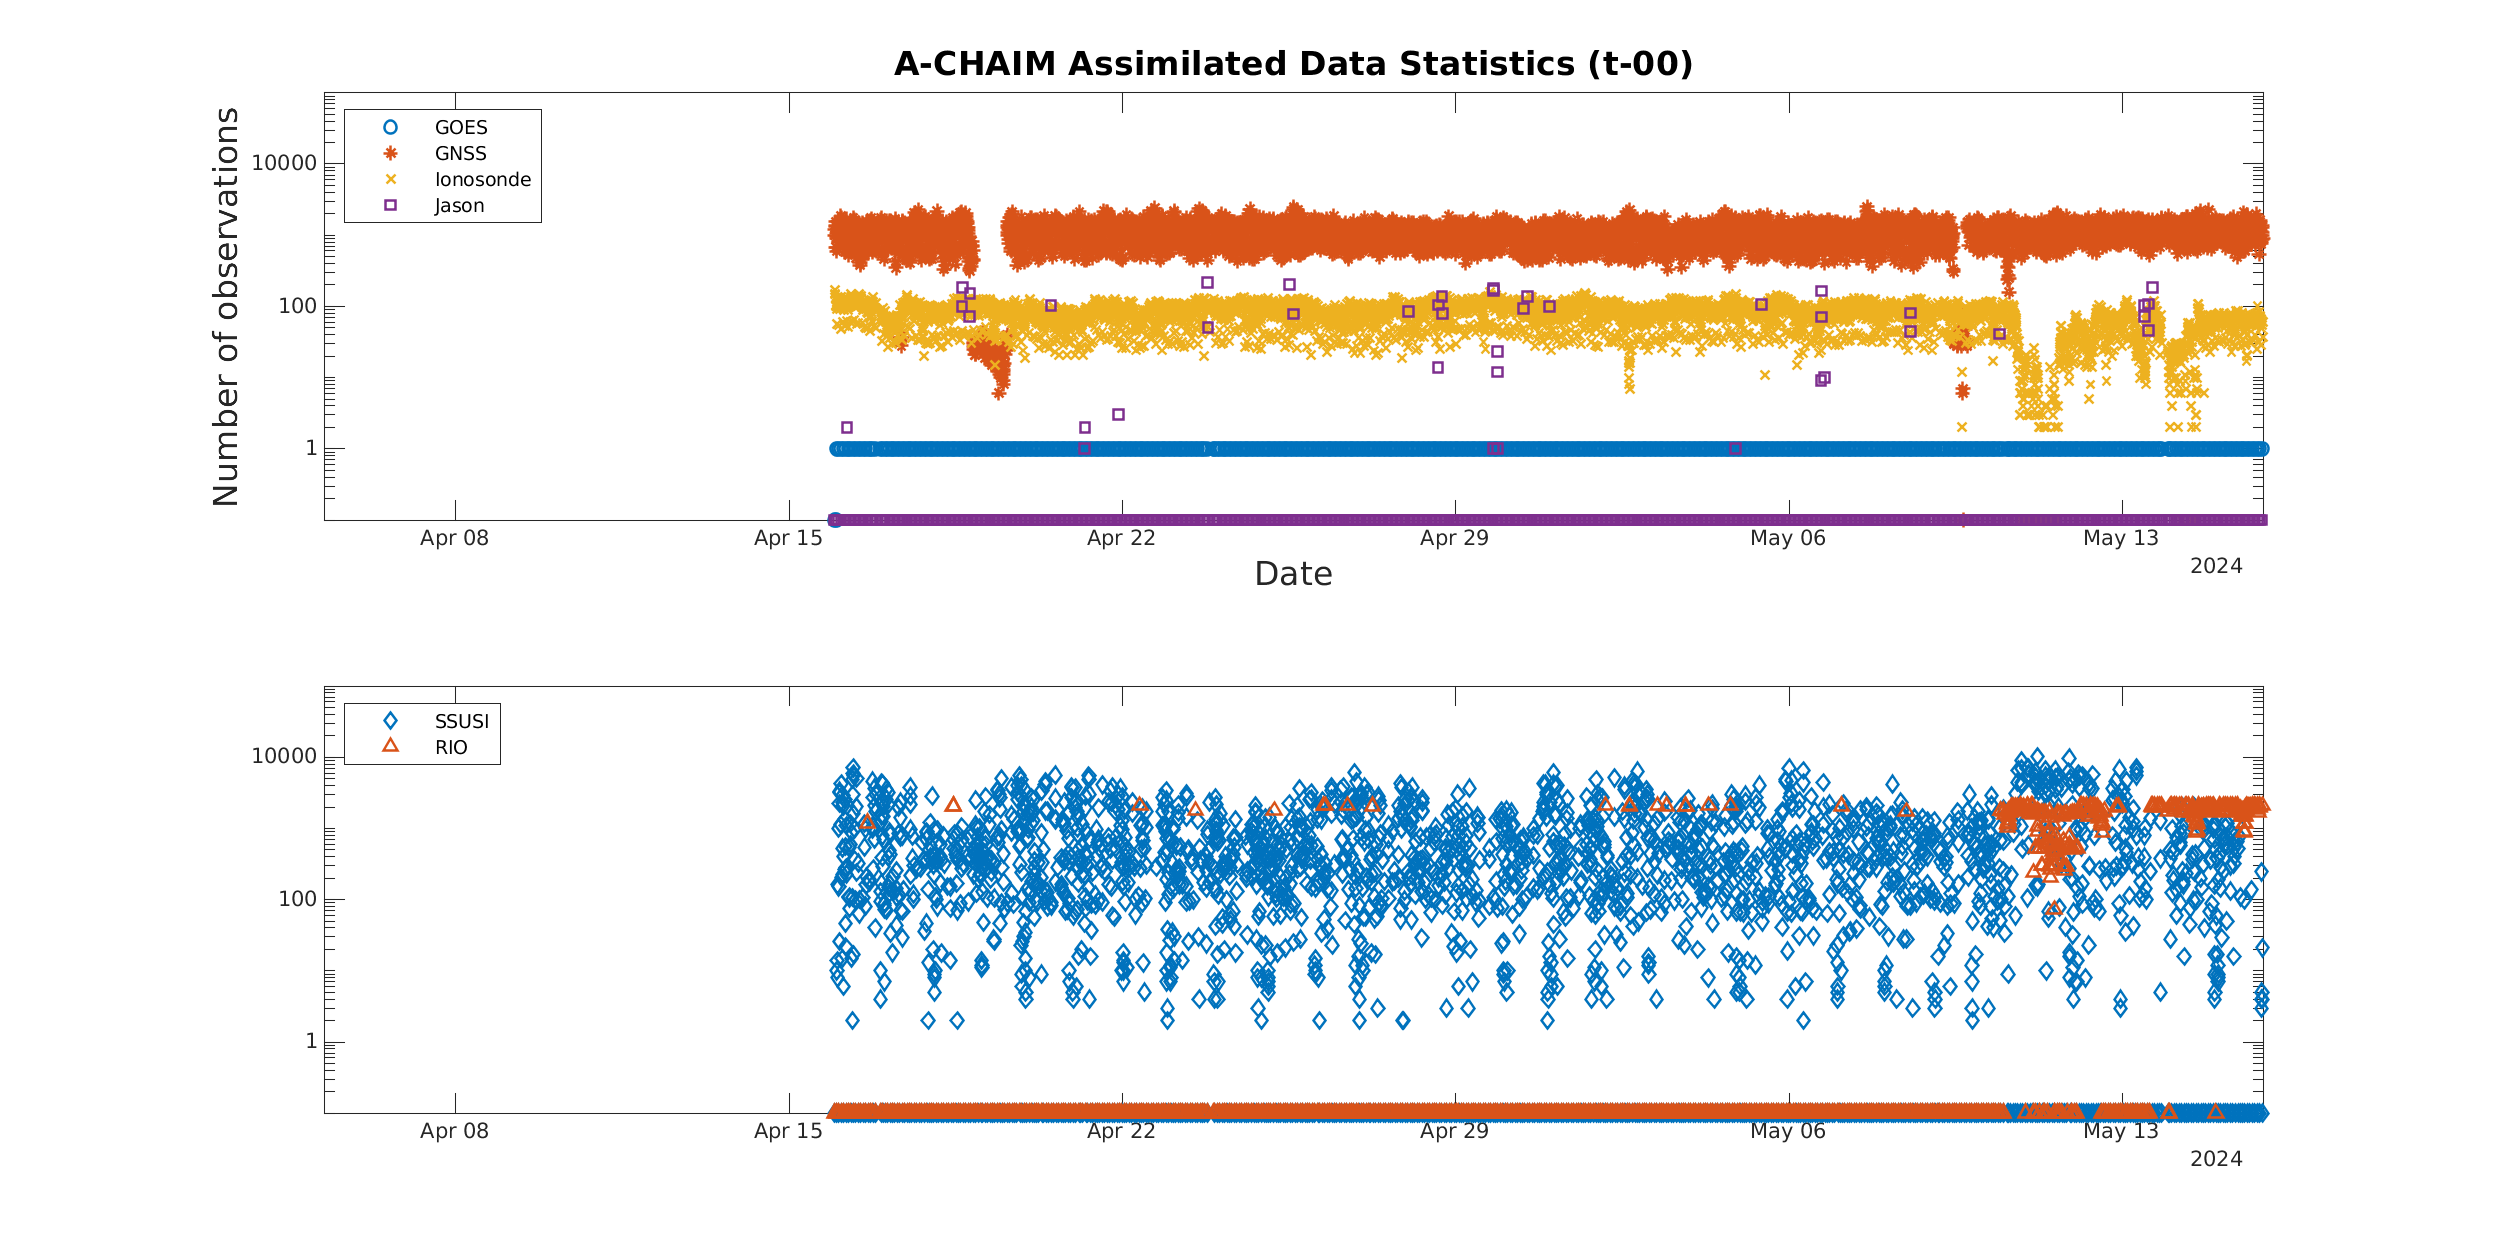 A-CHAIM Assimilated Data Statistics (t-00)
Number of observations
10000
100
1
GOES
GNSS
Ionosonde
Jason
Apr 08
Apr 15
Apr 22
Apr 29
May 06
May 13
2024
Date
10000
100
1
SSUSI
RIO
Apr 08
Apr 15
Apr 22
Apr 29
May 06
May 13
2024